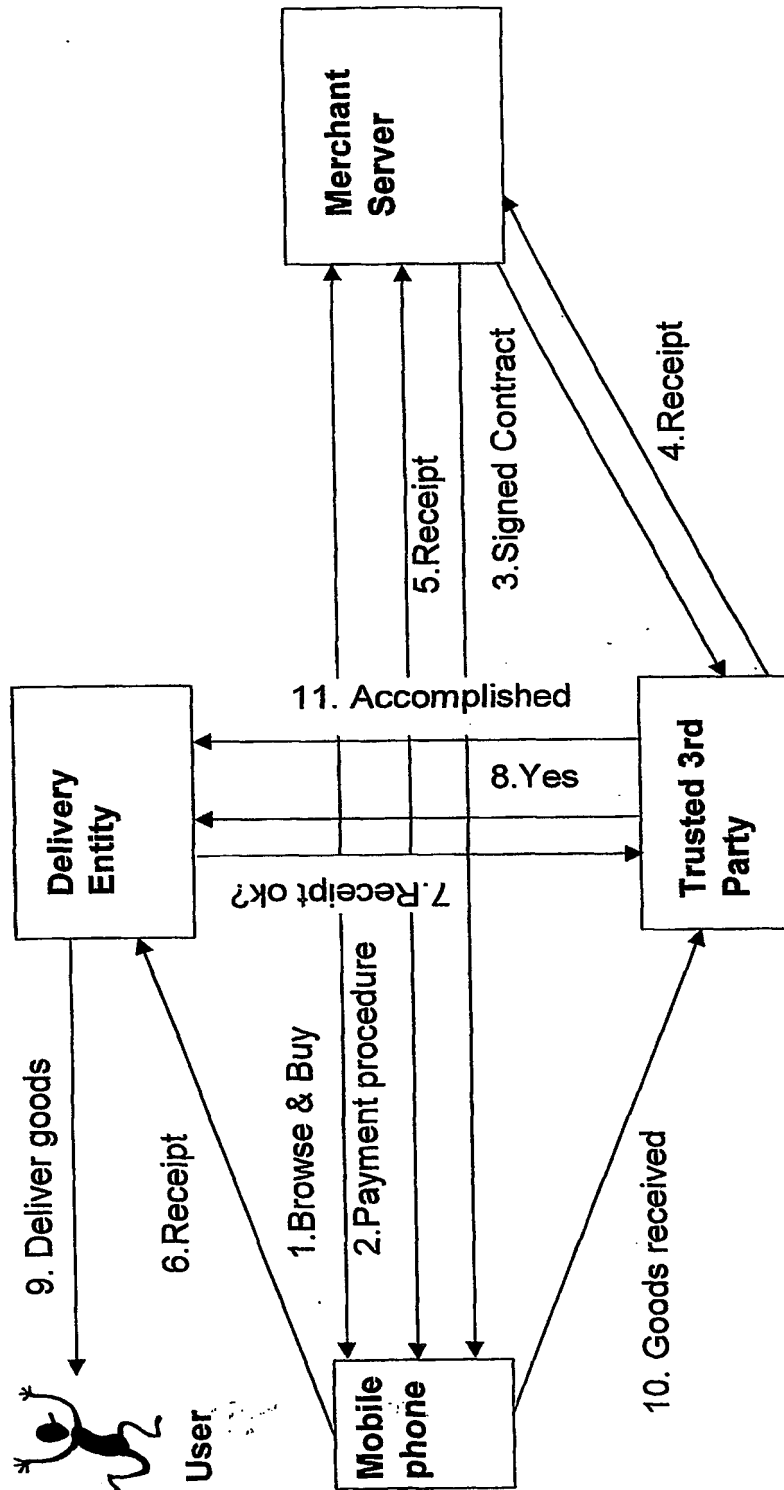 User
9. Deliver goods
Delivery
Entity
6.Receipt
Mobile
phone
1.Browse & Buy
2.Payment procedure
7.Receipt ok?
11. Accomplished
8.Yes
5.Receipt
3.Signed Contract
Merchant
Server
4.Receipt
10. Goods received
Trusted 3rd
Party